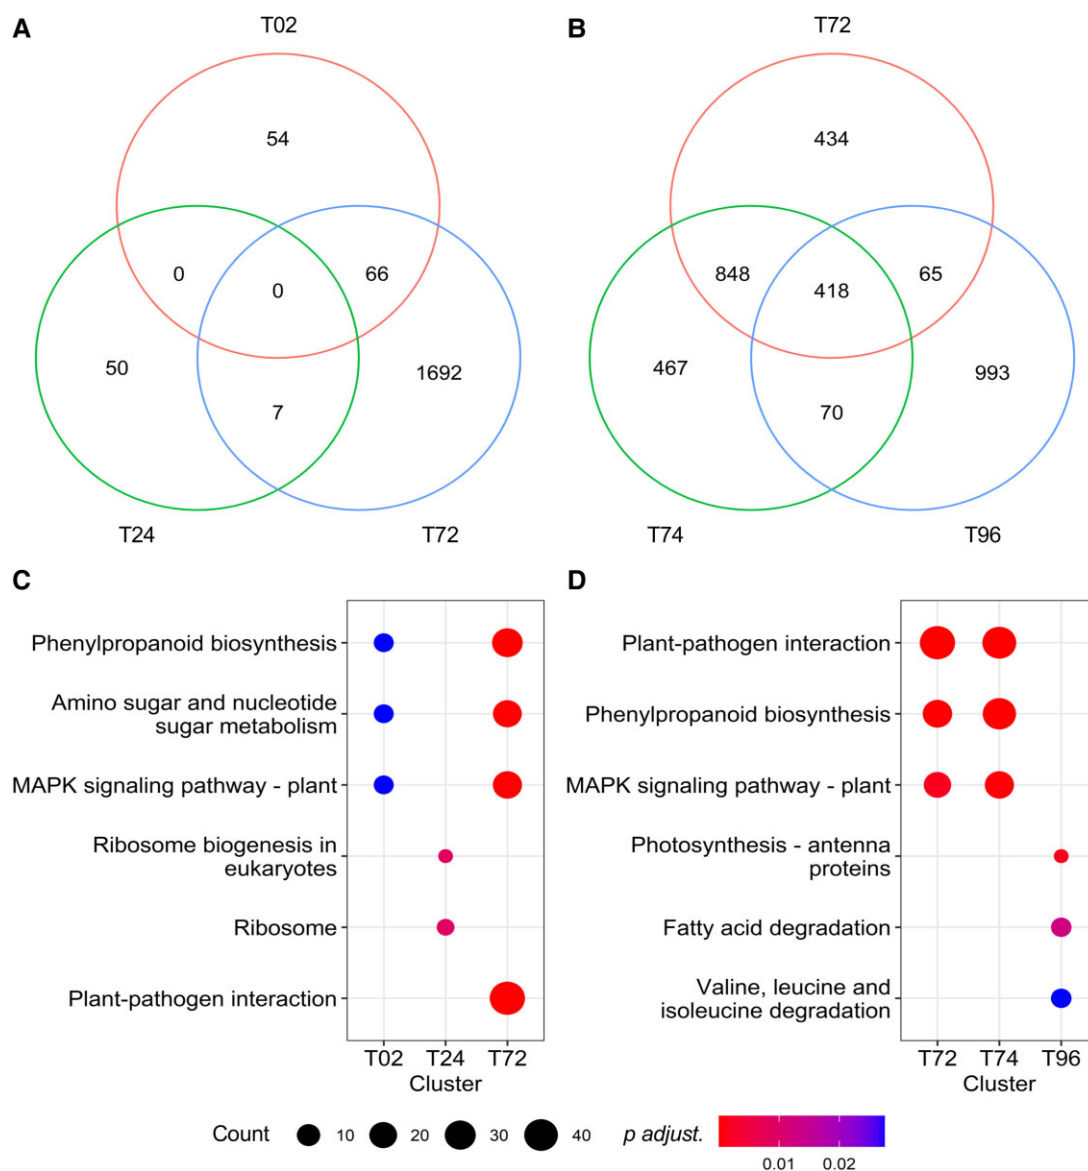 A
T02
B
T72
54
434
0
0
66
848
418
65
50
1692
467
993
7
70
T24
T72
T74
T96
C
D
Phenylpropanoid biosynthesis
Amino sugar and nucleotide
sugar metabolism
MAPK signaling pathway - plant
Ribosome biogenesis in
eukaryotes
Ribosome
Plant-pathogen interaction
T02 T24 T72
Cluster
Plant-pathogen interaction
Phenylpropanoid biosynthesis
MAPK signaling pathway - plant
Photosynthesis - antenna
proteins
Fatty acid degradation
Valine, leucine and
isoleucine degradation
T72 T74 T96
Cluster
Count 10 20 30 40
p adjust.
0.01 0.02